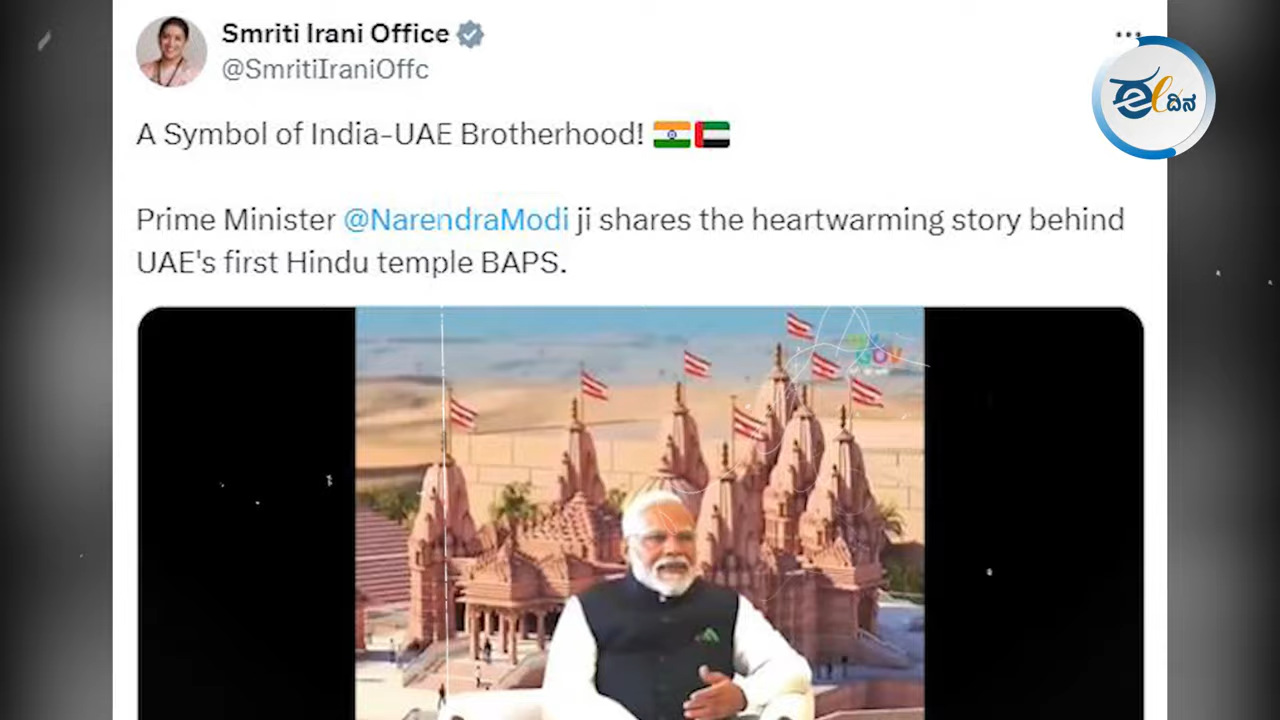 Smriti Irani Office
@SmritiIraniOffc
ಈ ದಿನ
A Symbol of India-UAE Brotherhood!
Prime Minister @NarendraModi ji shares the heartwarming story behind
UAE's first Hindu temple BAPS.